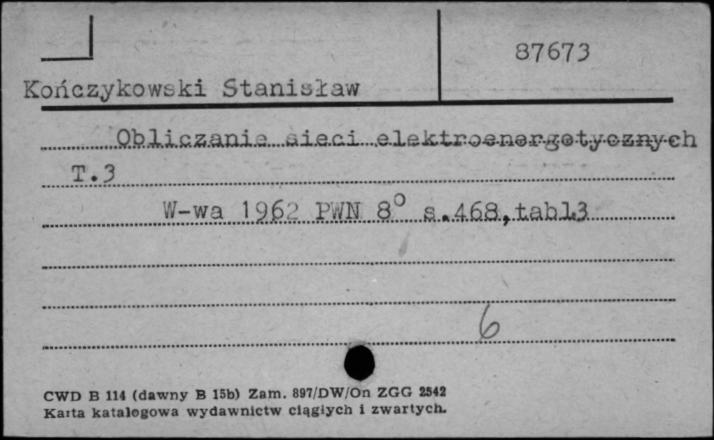 87673
Kończykowski Stanisław
Obliczanie sieci elektroenergetycznych
T.3
W-wa 1962 PWN 8° s.468,tabl3
6
CWD B 114 (dawny B 15b) Zam. 897/DW/On ZGG 2542
Karta katalogowa wydawnictw ciągłych i zwartych.